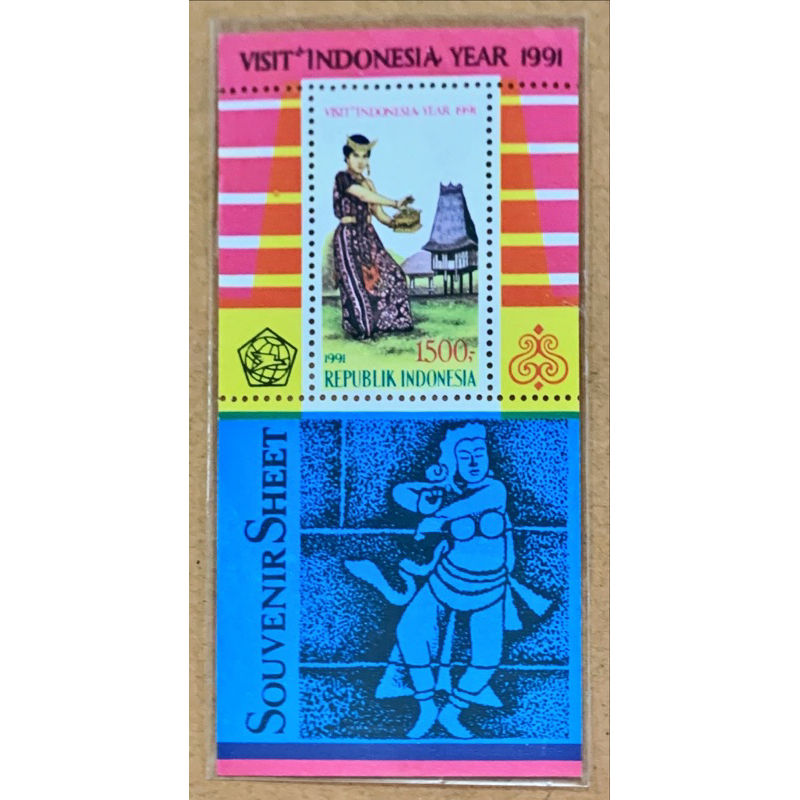 VISIT INDONESIA YEAR 1991
VISIT INDONESIA YEAR 1991
1991
1500,-
REPUBLIK INDONESIA
SOUVENIR SHEET